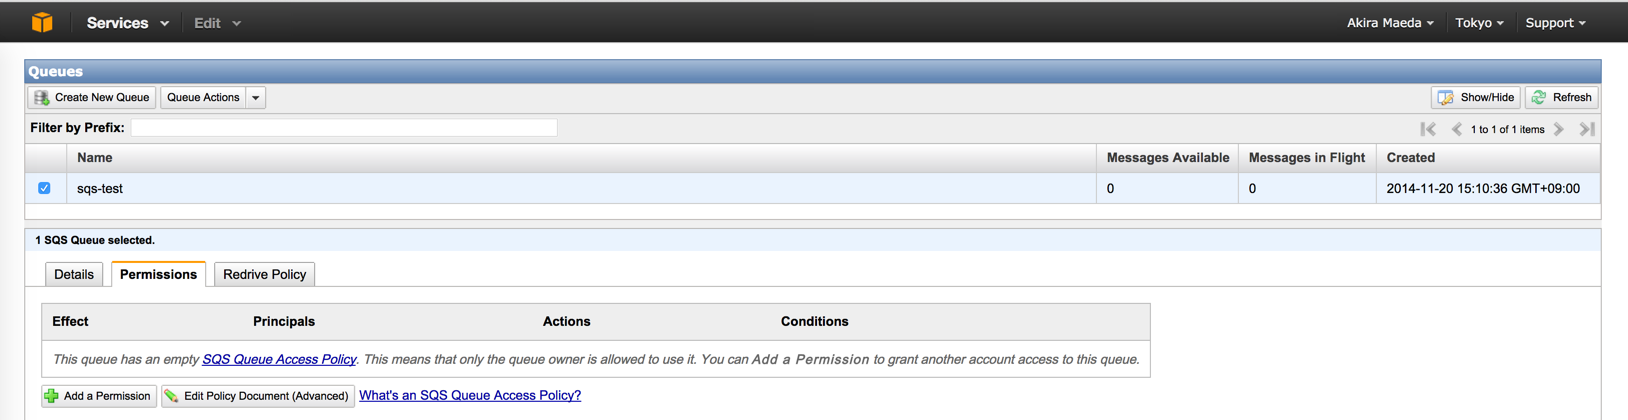 Services Edit Akira Maeda Tokyo Support
Queues
Create New Queue Queue Actions Show/Hide Refresh
Filter by Prefix: 1 to 1 of 1 items
Name Messages Available Messages in Flight Created
sqs-test 0 0 2014-11-20 15:10:36 GMT+09:00
1 SQS Queue selected.
Details Permissions Redrive Policy
Effect Principals Actions Conditions
This queue has an empty SQS Queue Access Policy. This means that only the queue owner is allowed to use it. You can Add a Permission to grant another account access to this queue.
Add a Permission Edit Policy Document (Advanced) What's an SQS Queue Access Policy?